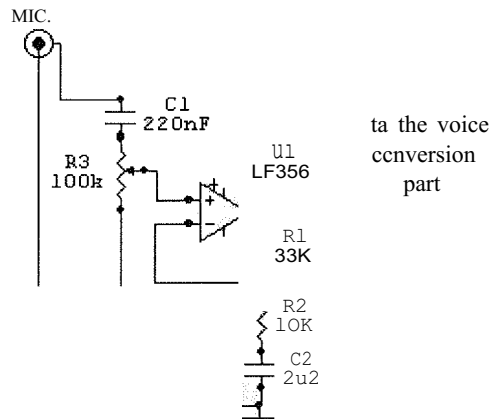 MIC.
C1
220nF
R3
100k
U1
LF356
ta the voice
ccnversion
part
R1
33K
R2
10K
C2
2u2